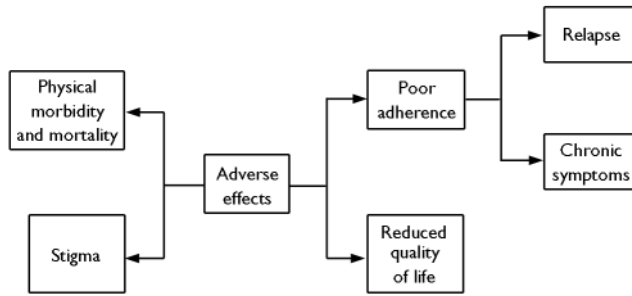 Relapse
Physical
morbidity
and mortality
Poor
adherence
Chronic
symptoms
Adverse
effects
Stigma
Reduced
quality
of life